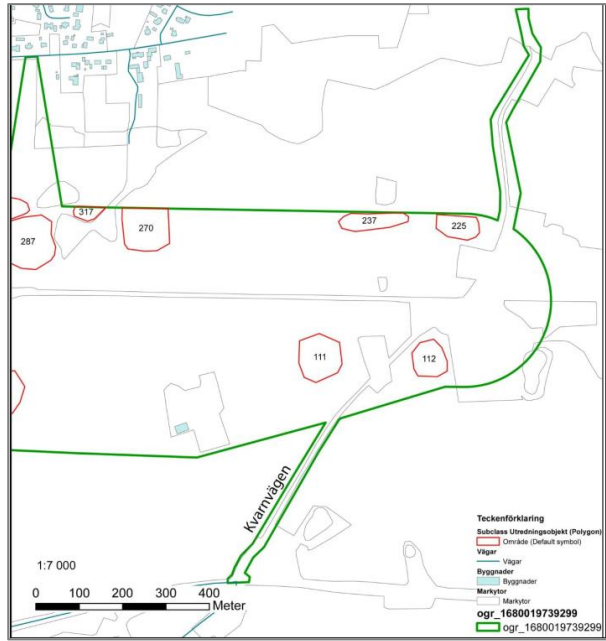 317
287
270
237
225
111
112
Kvarnvägen
1:7 000
0 100 200 300 400
Meter
Teckenförklaring
Subclass Utredningsobjekt (Polygon)
Område (Default symbol)
Vägar
Vägar
Byggnader
Byggnader
Markytor
Markytor
ogr_1680019739299
ogr_1680019739299